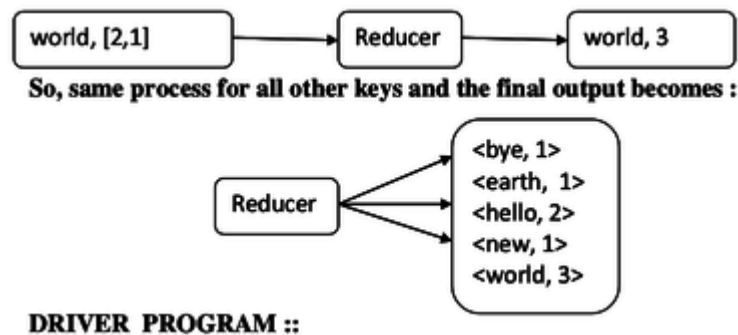 world, [2,1] Reducer world, 3
So, same process for all other keys and the final output becomes :
<bye, 1>
<earth, 1>
Reducer <hello, 2>
<new, 1>
<world, 3>
DRIVER PROGRAM ::